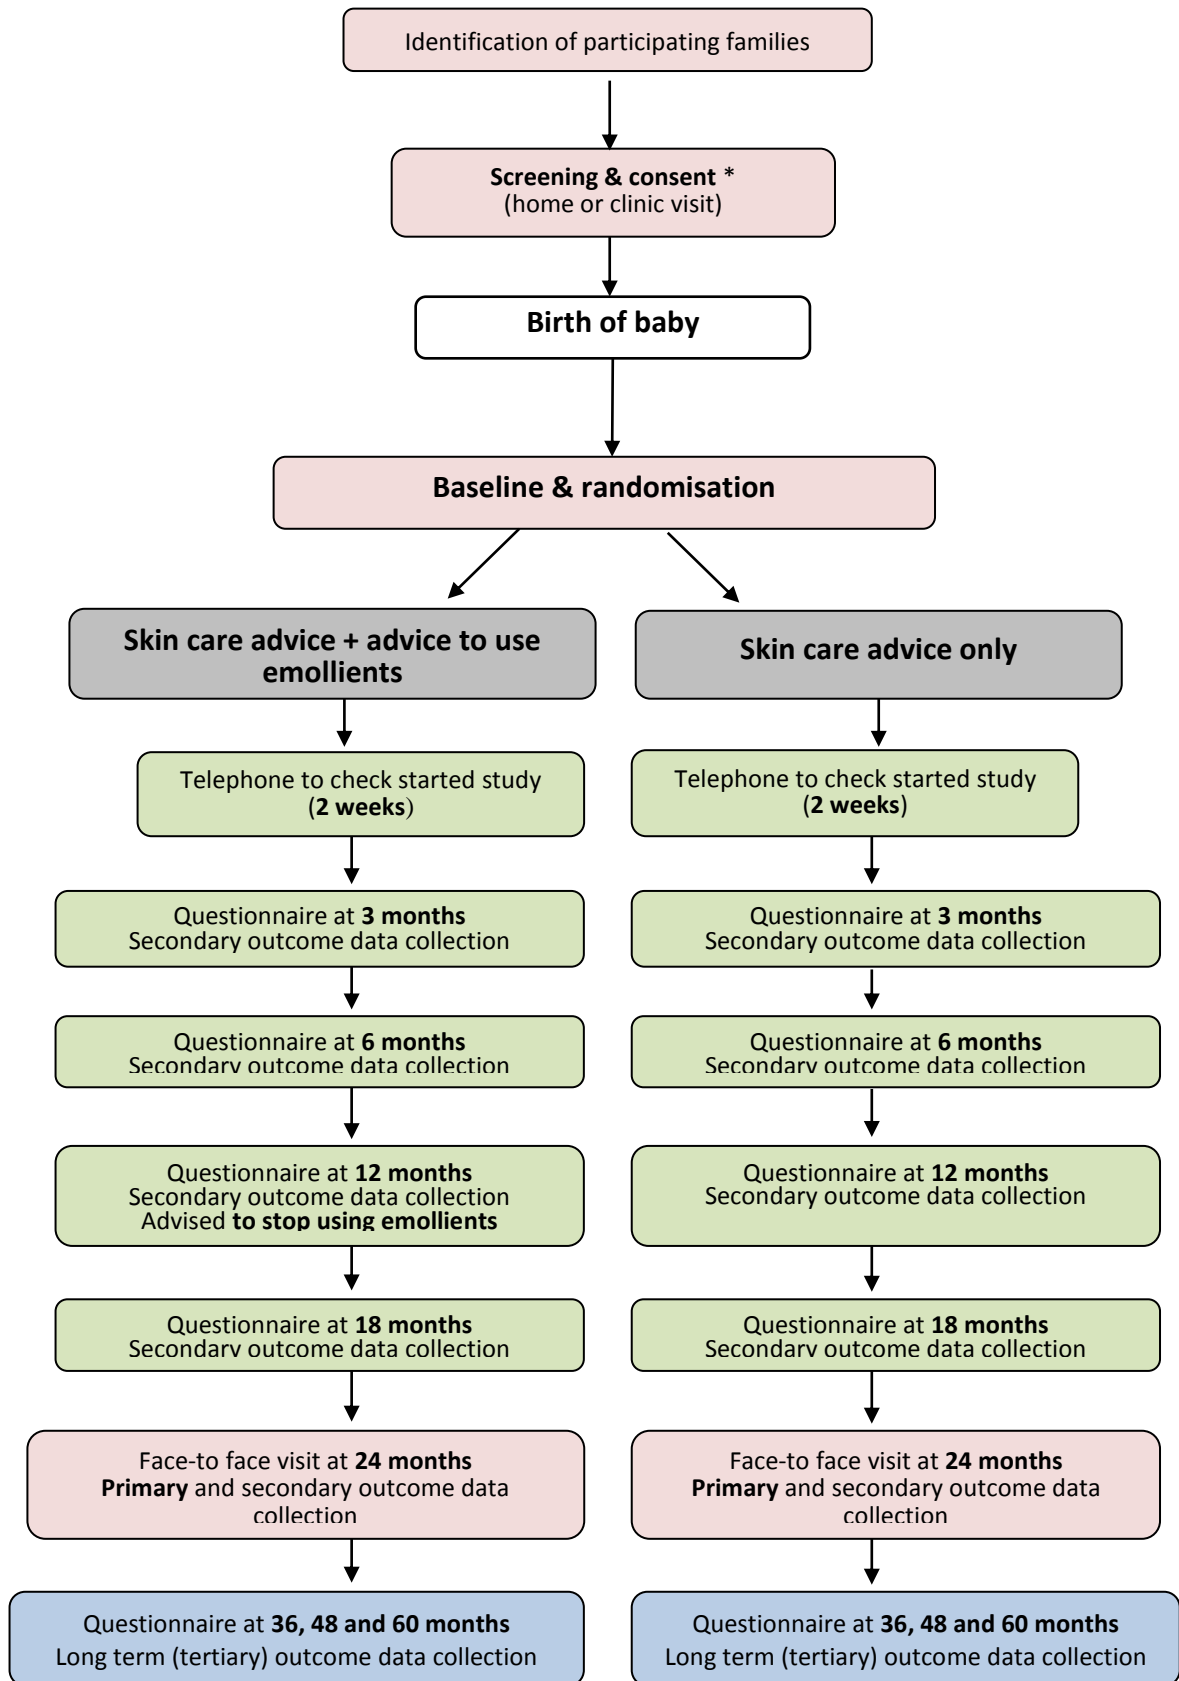 Identification of participating families
Screening & consent *
(home or clinic visit)
Birth of baby
Baseline & randomisation
Skin care advice + advice to use
emollients
Skin care advice only
Telephone to check started study
(2 weeks)
Telephone to check started study
(2 weeks)
Questionnaire at 3 months
Secondary outcome data collection
Questionnaire at 3 months
Secondary outcome data collection
Questionnaire at 6 months
Secondary outcome data collection
Questionnaire at 6 months
Secondary outcome data collection
Questionnaire at 12 months
Secondary outcome data collection
Advised to stop using emollients
Questionnaire at 12 months
Secondary outcome data collection
Questionnaire at 18 months
Secondary outcome data collection
Questionnaire at 18 months
Secondary outcome data collection
Face-to face visit at 24 months
Primary and secondary outcome data
collection
Face-to face visit at 24 months
Primary and secondary outcome data
collection
Questionnaire at 36, 48 and 60 months
Long term (tertiary) outcome data collection
Questionnaire at 36, 48 and 60 months
Long term (tertiary) outcome data collection